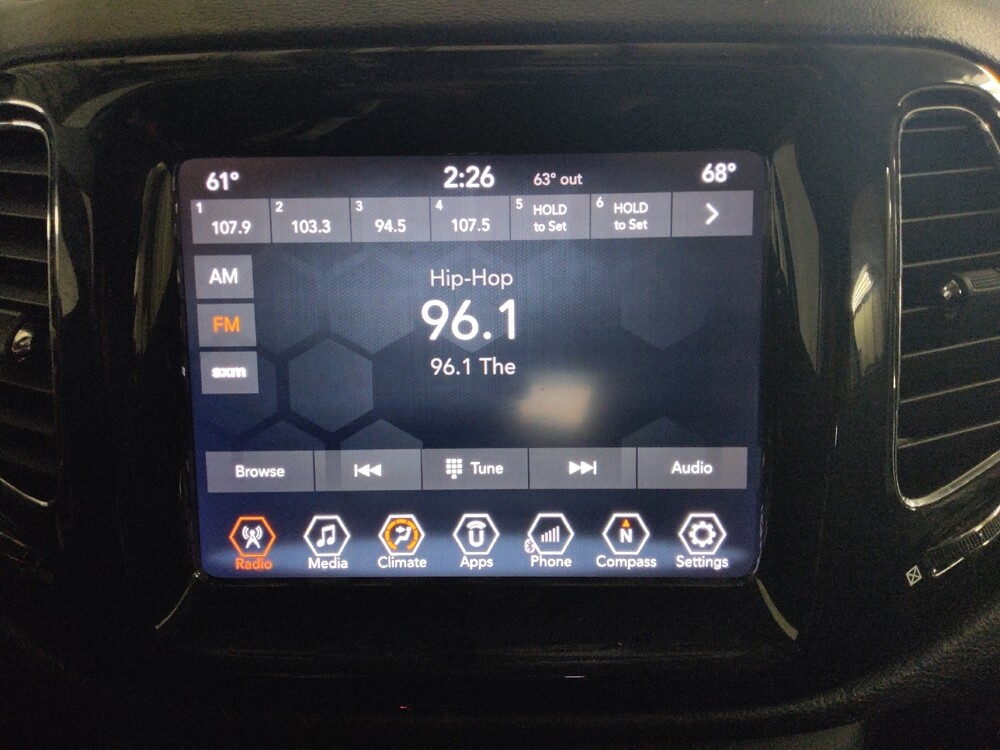 61° 2:26 63° out 68°
1 107.9
2 103.3
3 94.5
4 107.5
5 HOLD to Set
6 HOLD to Set
AM
FM
sxm
Hip-Hop
96.1
96.1 The
Browse Tune Audio
Radio Media Climate Apps Phone N Compass Settings